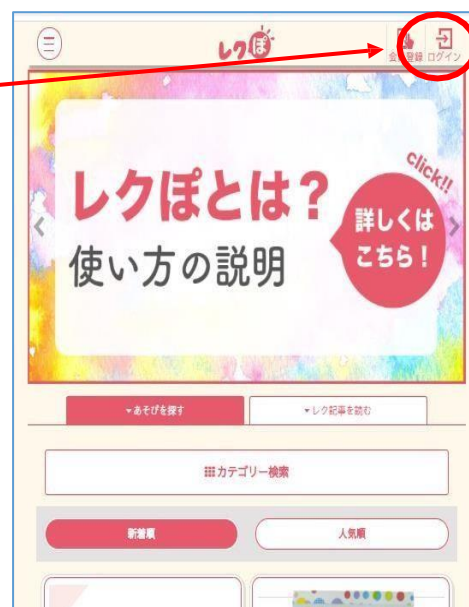 レクぽ
会員登録 ログイン
click!!
レクぽとは？
使い方の説明
詳しくは
こちら！
▼あそびを探す
▼レク記事を読む
カテゴリー検索
新着順
人気順